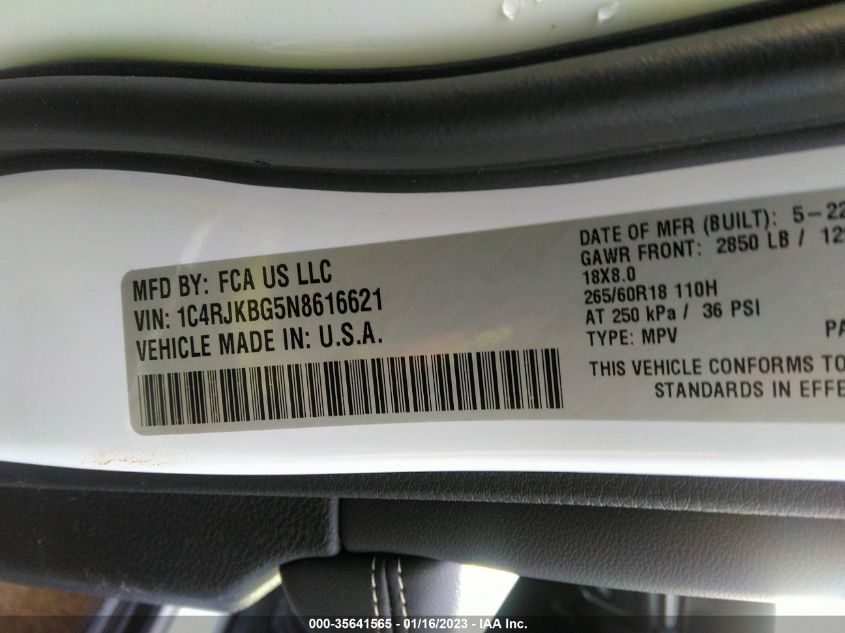 MFD BY: FCA US LLC
VIN: 1C4RJKBG5N8616621
VEHICLE MADE IN: U.S.A.
DATE OF MFR (BUILT): 5-22
GAWR FRONT: 2850 LB /
18X8.0
265/60R18 110H
AT 250 kPa / 36 PSI
TYPE: MPV
THIS VEHICLE CONFORMS TO
STANDARDS IN
000-35641565 - 01/16/2023 - IAA Inc.